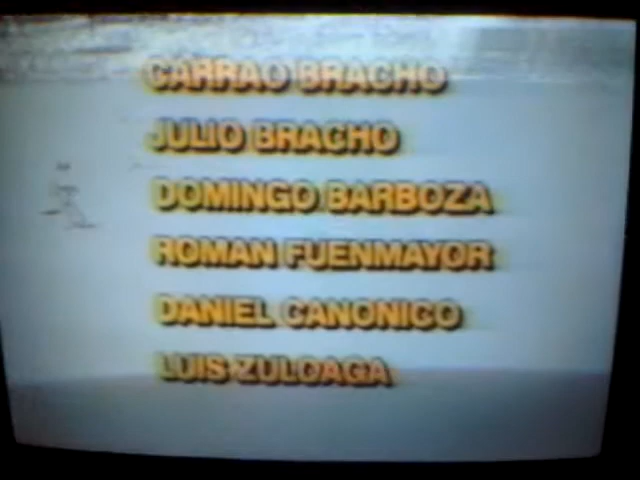 CARRAO BRACHO
JULIO BRACHO
DOMINGO BARBOZA
ROMAN FUENMAYOR
DANIEL CANONICO
LUIS ZULOAGA